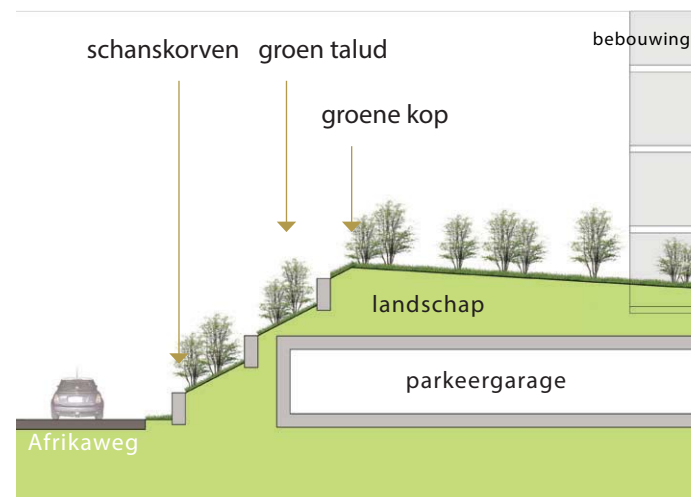 bebouwing
schanskorven
groen talud
groene kop
landschap
parkeergarage
Afrikaweg